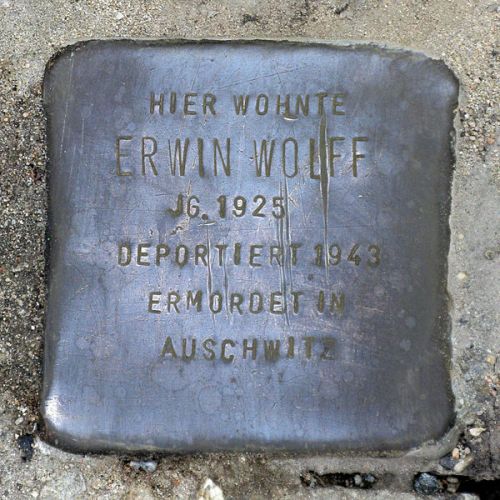 HIER WOHNTE
ERWIN WOLFF
JG. 1925
DEPORTIERT 1943
ERMORDET IN
AUSCHWITZ